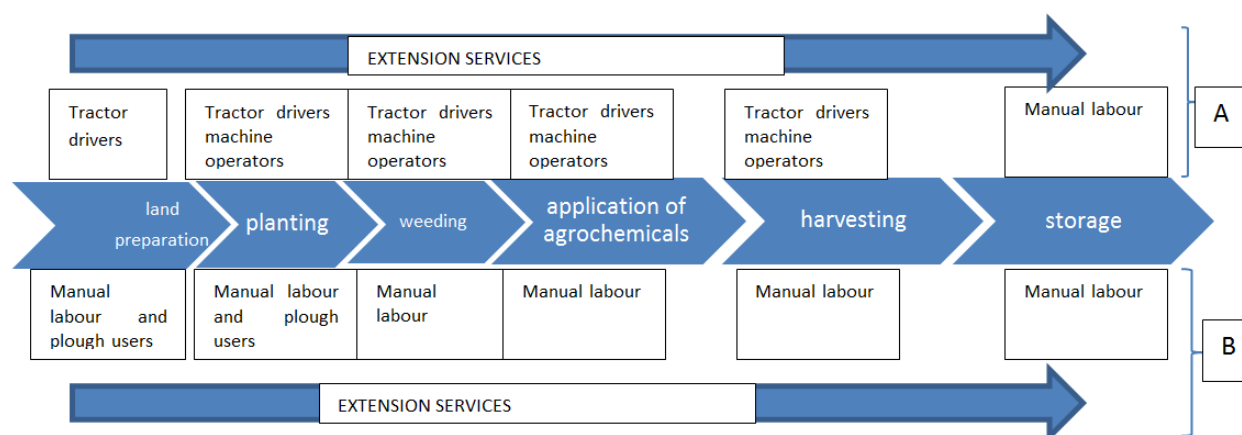 EXTENSION SERVICES
Tractor
drivers
Tractor drivers
machine
operators
Tractor drivers
machine
operators
Tractor drivers
machine
operators
Tractor drivers
machine
operators
Manual labour
A
land
preparation
planting
weeding
application of
agrochemicals
harvesting
storage
Manual
labour and
plough users
Manual labour
and plough
users
Manual
labour
Manual labour
Manual labour
Manual labour
B
EXTENSION SERVICES